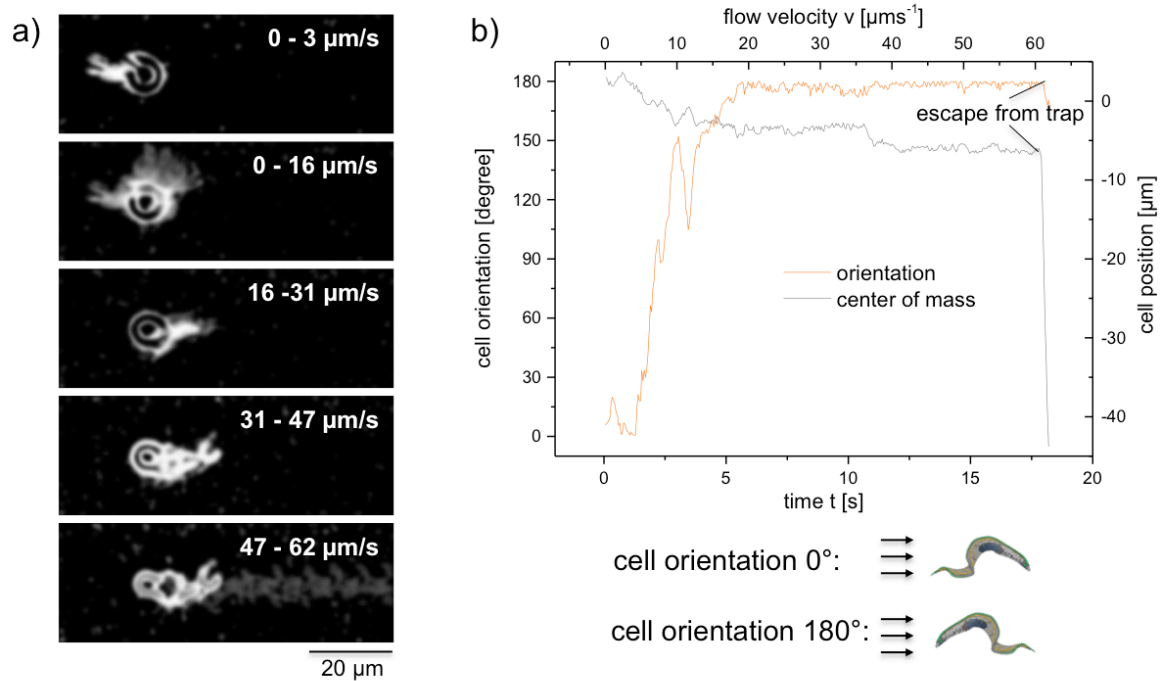 a)
0 - 3 µm/s
0 - 16 µm/s
16 -31 µm/s
31 - 47 µm/s
47 - 62 µm/s
20 µm
b)
flow velocity v [µms⁻¹]
0 10 20 30 40 50 60
180
150
120
90
60
30
0
cell orientation [degree]
escape from trap
orientation
center of mass
0
-10
-20
-30
-40
cell position [µm]
0 5 10 15 20
time t [s]
cell orientation 0°:
cell orientation 180°: